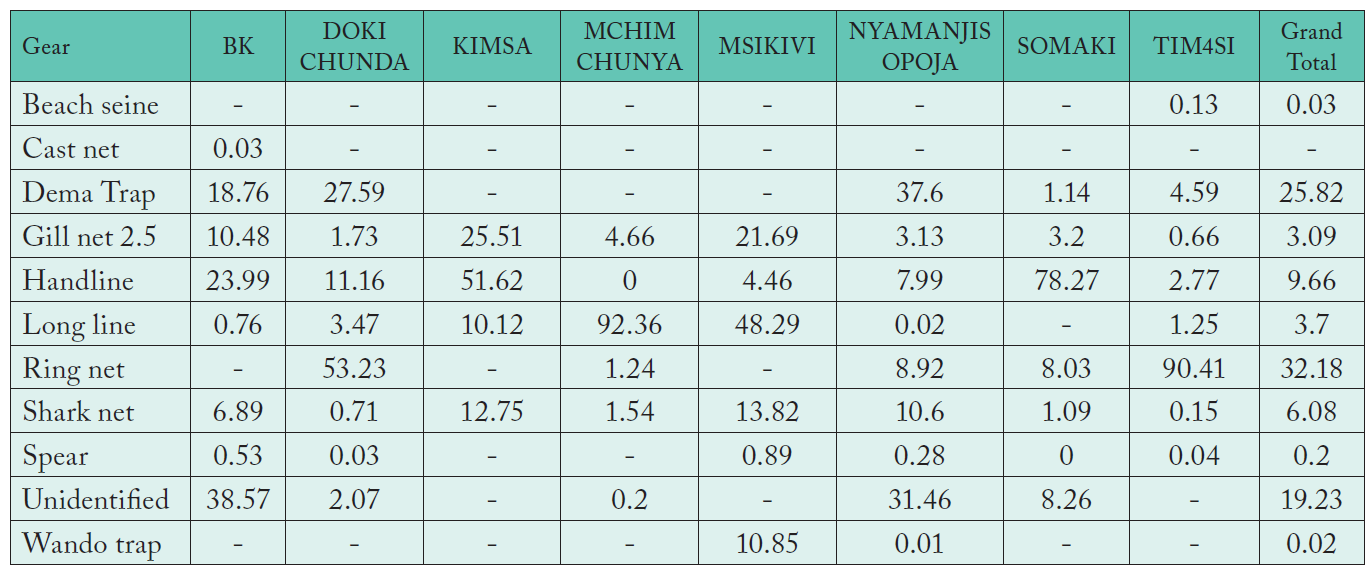 Gear BK DOKI CHUNDA KIMSA MCHIM CHUNYA MSIKIVI NYAMANJIS OPOJA SOMAKI TIM4SI Grand Total
Beach seine - - - - - - - 0.13 0.03
Cast net 0.03 - - - - - - - -
Dema Trap 18.76 27.59 - - - 37.6 1.14 4.59 25.82
Gill net 2.5 10.48 1.73 25.51 4.66 21.69 3.13 3.2 0.66 3.09
Handline 23.99 11.16 51.62 0 4.46 7.99 78.27 2.77 9.66
Long line 0.76 3.47 10.12 92.36 48.29 0.02 - 1.25 3.7
Ring net - 53.23 - 1.24 - 8.92 8.03 90.41 32.18
Shark net 6.89 0.71 12.75 1.54 13.82 10.6 1.09 0.15 6.08
Spear 0.53 0.03 - - 0.89 0.28 0 0.04 0.2
Unidentified 38.57 2.07 - 0.2 - 31.46 8.26 - 19.23
Wando trap - - - - 10.85 0.01 - - 0.02